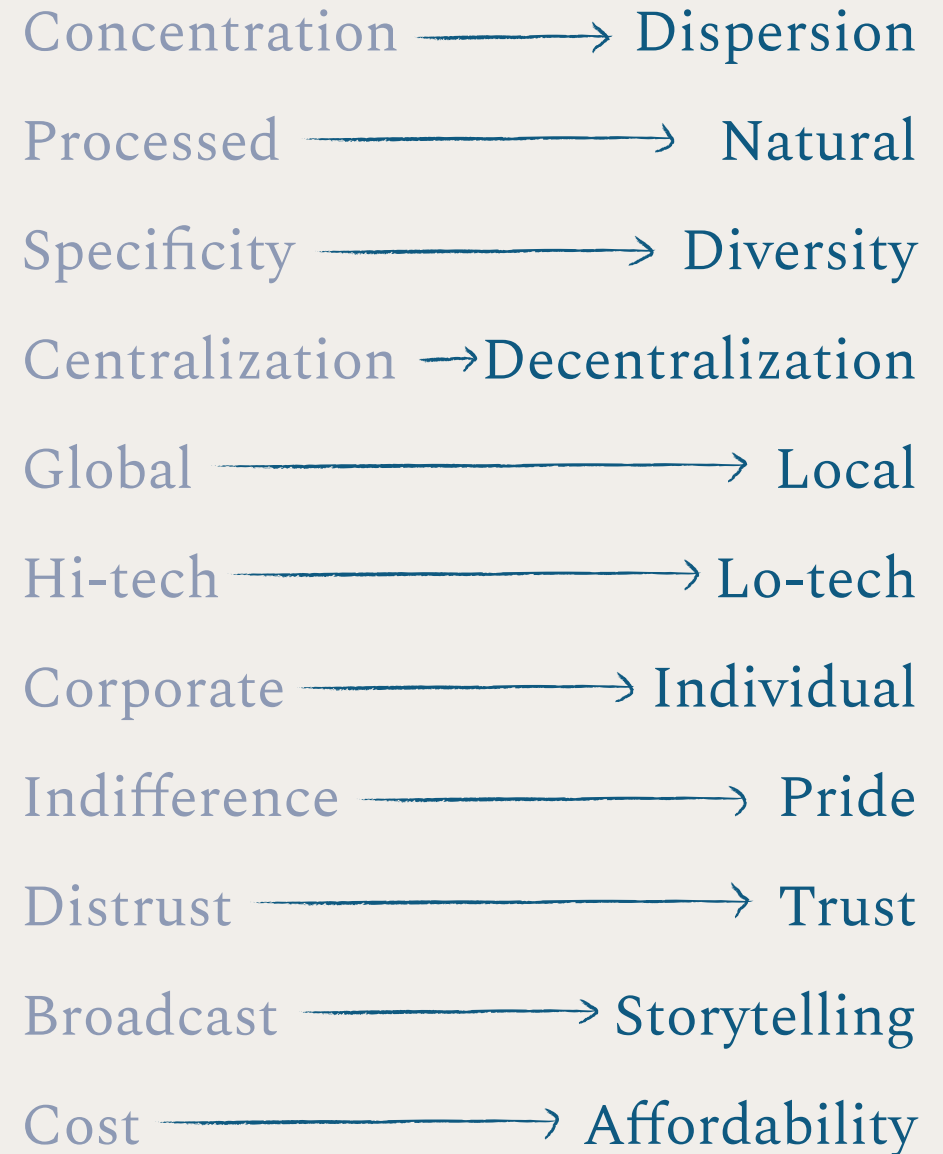 Concentration → Dispersion
Processed → Natural
Specificity → Diversity
Centralization → Decentralization
Global → Local
Hi-tech → Lo-tech
Corporate → Individual
Indifference → Pride
Distrust → Trust
Broadcast → Storytelling
Cost → Affordability